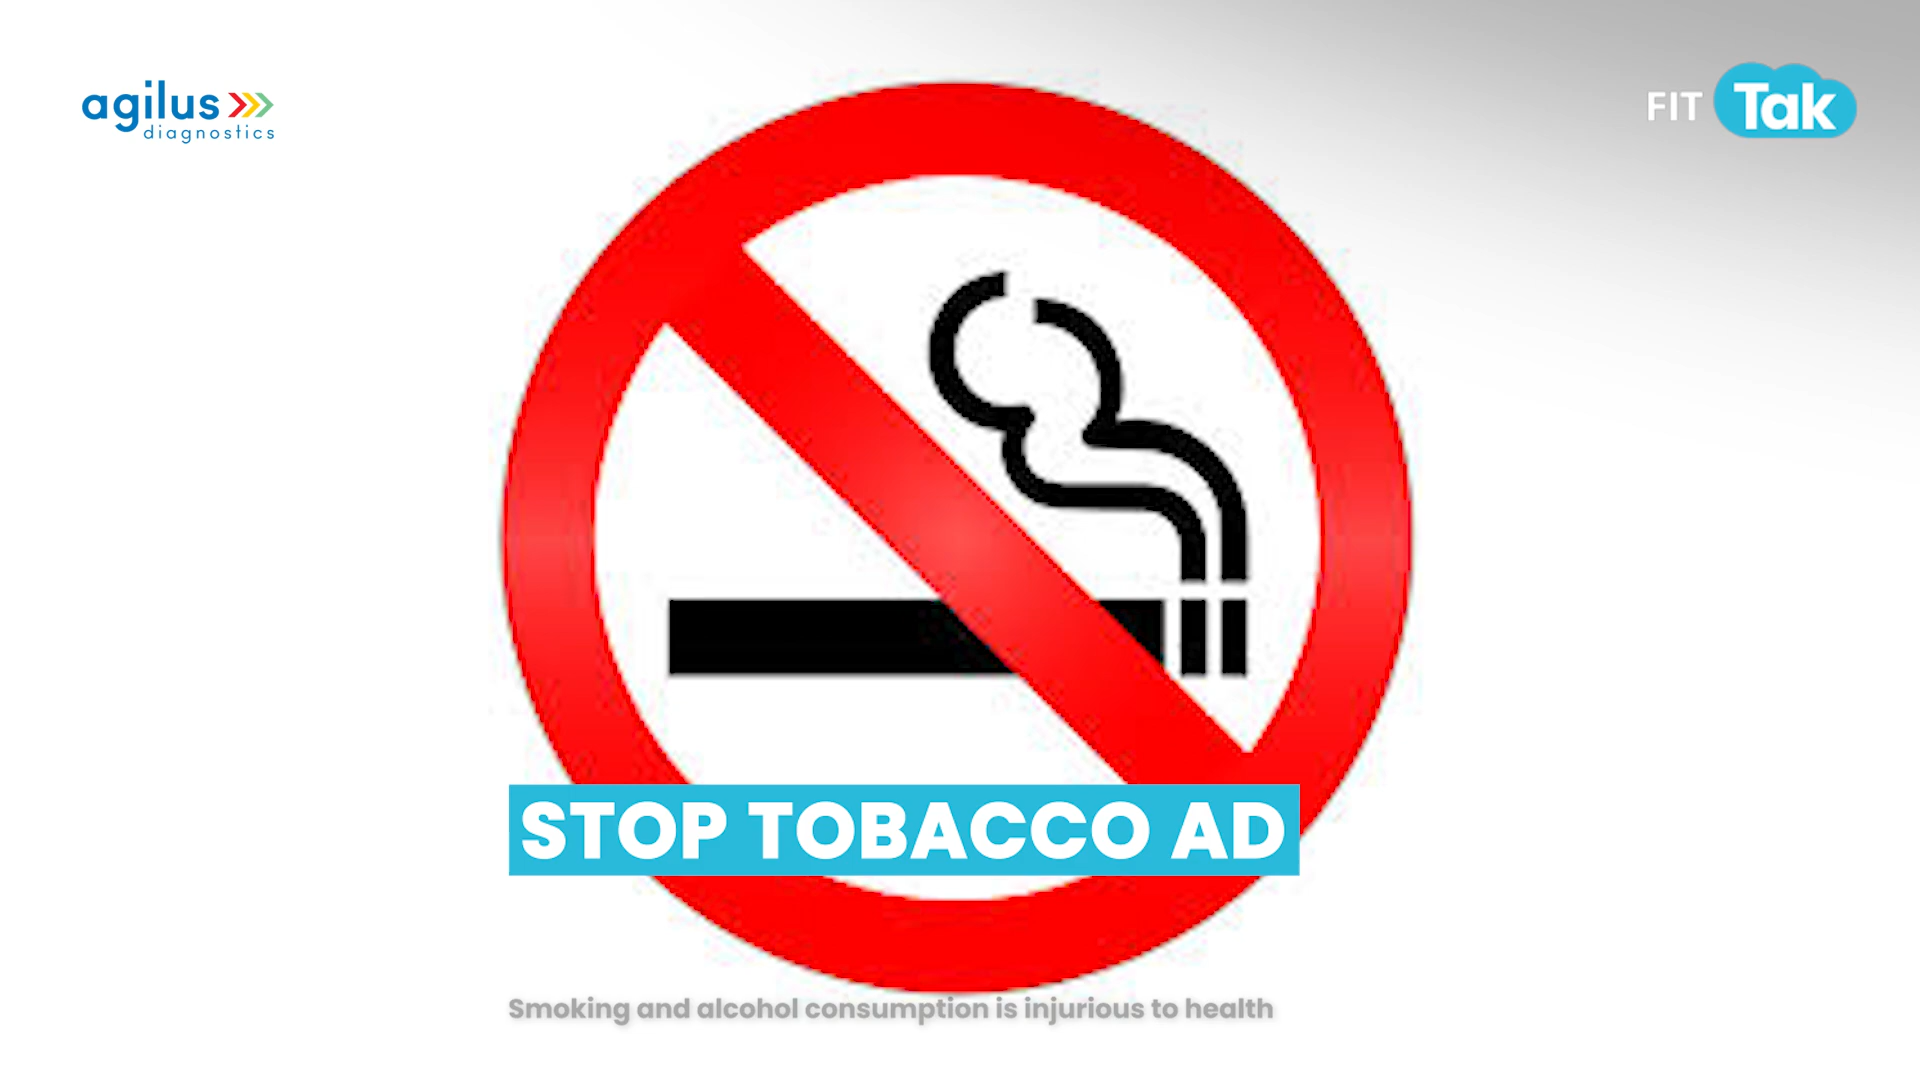 agilus
diagnostics
FIT Tak
STOP TOBACCO AD
Smoking and alcohol consumption is injurious to health